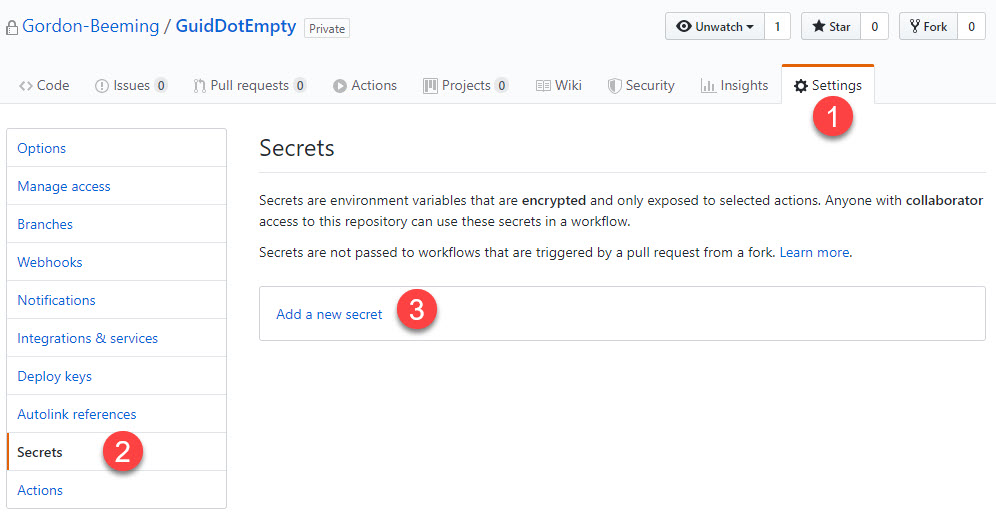 Gordon-Beeming / GuidDotEmpty Private Unwatch 1 Star 0 Fork 0
Code Issues 0 Pull requests 0 Actions Projects 0 Wiki Security Insights Settings
1
Options
Manage access
Branches
Webhooks
Notifications
Integrations & services
Deploy keys
Autolink references
Secrets 2
Actions
Secrets
Secrets are environment variables that are encrypted and only exposed to selected actions. Anyone with collaborator
access to this repository can use these secrets in a workflow.
Secrets are not passed to workflows that are triggered by a pull request from a fork. Learn more.
Add a new secret 3